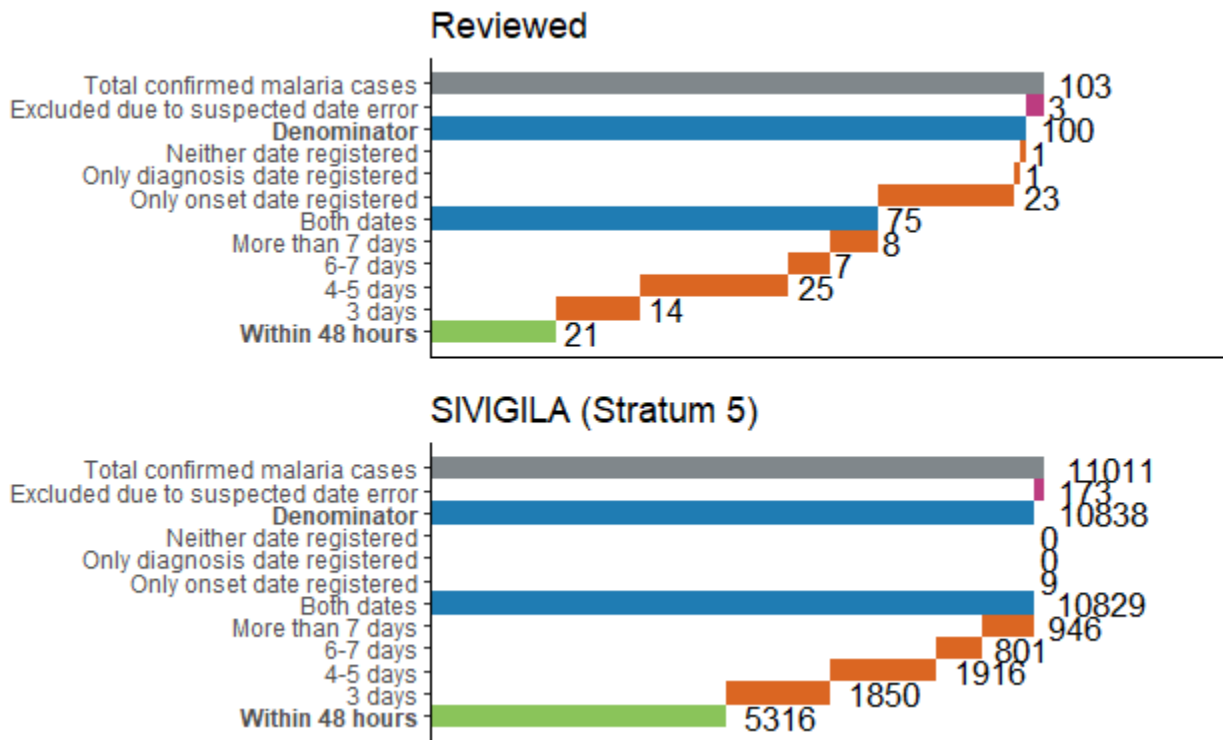 Reviewed
Total confirmed malaria cases 103
Excluded due to suspected date error 3
Denominator 100
Neither date registered 1
Only diagnosis date registered 1
Only onset date registered 23
Both dates 75
More than 7 days 8
6-7 days 7
4-5 days 25
3 days 14
Within 48 hours 21
SIVIGILA (Stratum 5)
Total confirmed malaria cases 11011
Excluded due to suspected date error 173
Denominator 10838
Neither date registered 0
Only diagnosis date registered 0
Only onset date registered 9
Both dates 10829
More than 7 days 946
6-7 days 801
4-5 days 1916
3 days 1850
Within 48 hours 5316